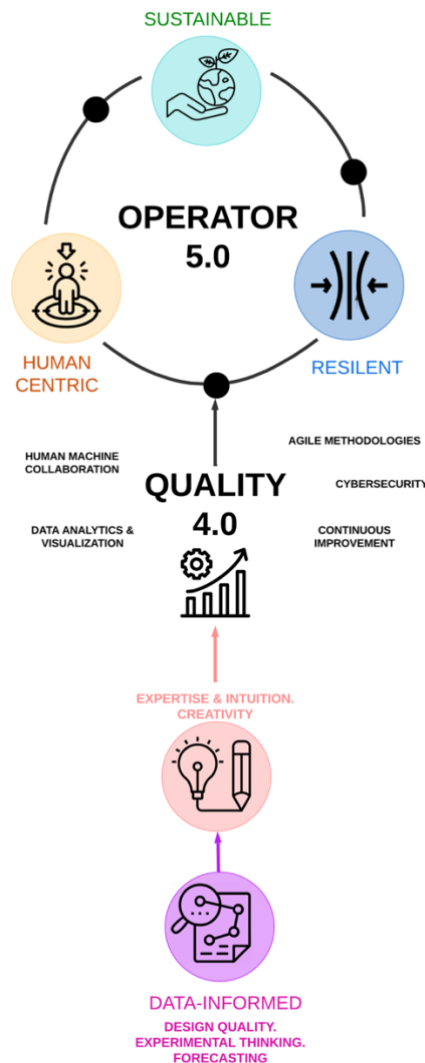 SUSTAINABLE
OPERATOR
5.0
HUMAN
CENTRIC
RESILENT
HUMAN MACHINE
COLLABORATION
AGILE METHODOLOGIES
QUALITY
4.0
CYBERSECURITY
DATA ANALYTICS &
VISUALIZATION
CONTINUOUS
IMPROVEMENT
EXPERTISE & INTUITION.
CREATIVITY
DATA-INFORMED
DESIGN QUALITY.
EXPERIMENTAL THINKING.
FORECASTING